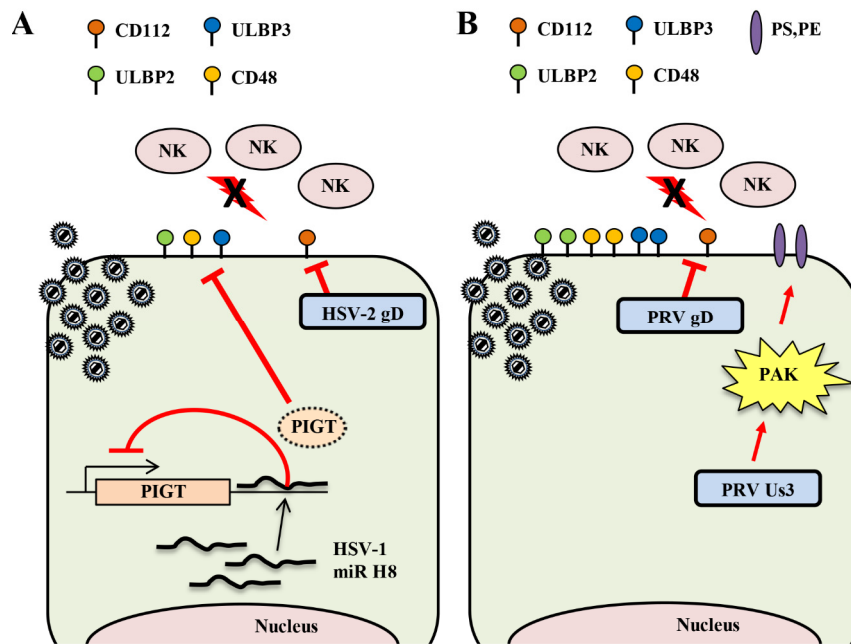 A
CD112
ULBP3
ULBP2
CD48
NK
NK
NK
X
HSV-2 gD
PIGT
PIGT
HSV-1
miR H8
Nucleus
B
CD112
ULBP3
PS,PE
ULBP2
CD48
NK
NK
NK
X
PRV gD
PAK
PRV Us3
Nucleus